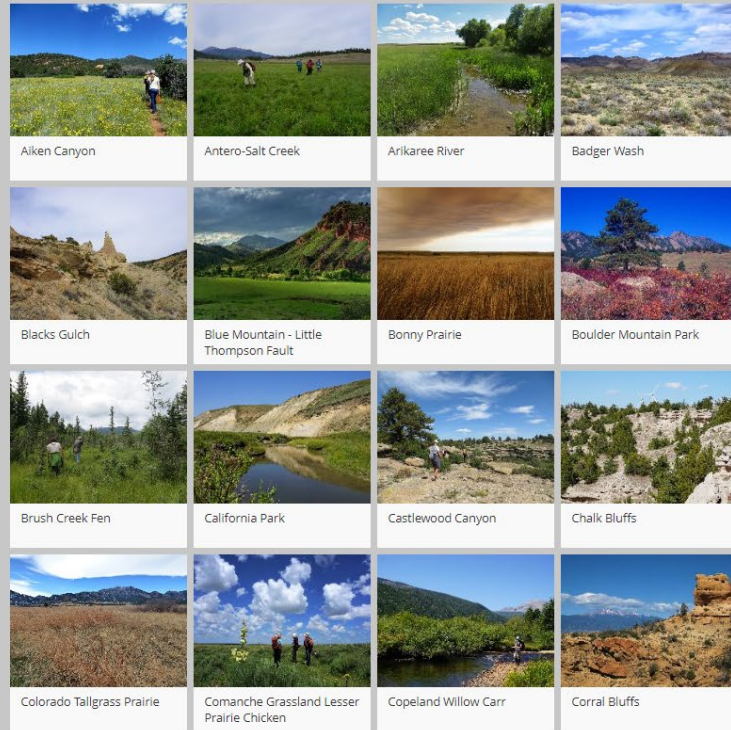 Aiken Canyon
Antero-Salt Creek
Arikaree River
Badger Wash
Blacks Gulch
Blue Mountain - Little
Thompson Fault
Bonny Prairie
Boulder Mountain Park
Brush Creek Fen
California Park
Castlewood Canyon
Chalk Bluffs
Colorado Tallgrass Prairie
Comanche Grassland Lesser
Prairie Chicken
Copeland Willow Carr
Corral Bluffs